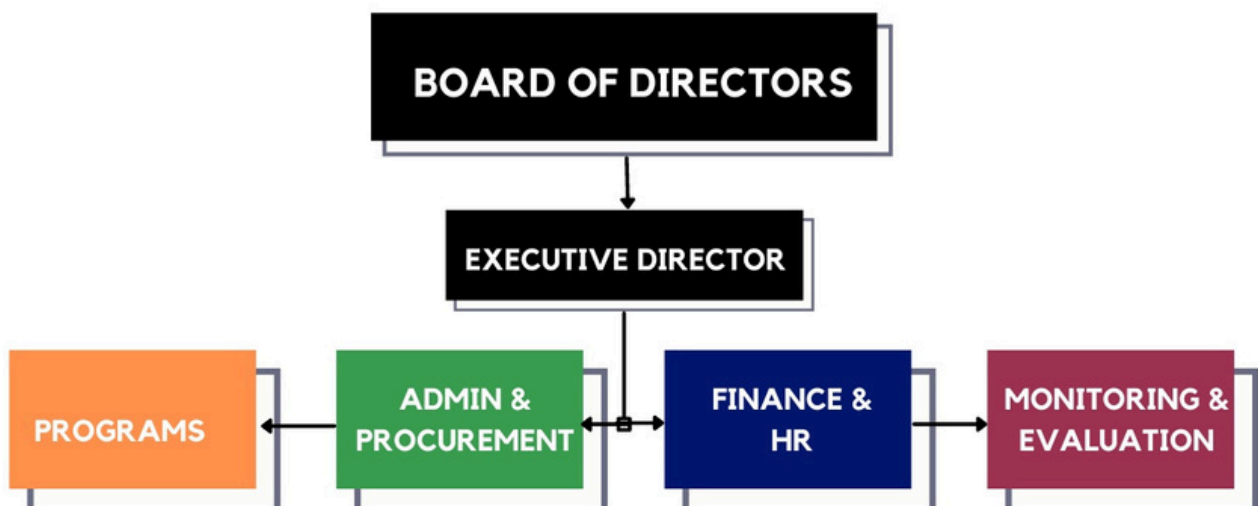 BOARD OF DIRECTORS
EXECUTIVE DIRECTOR
PROGRAMS
ADMIN &
PROCUREMENT
FINANCE &
HR
MONITORING &
EVALUATION